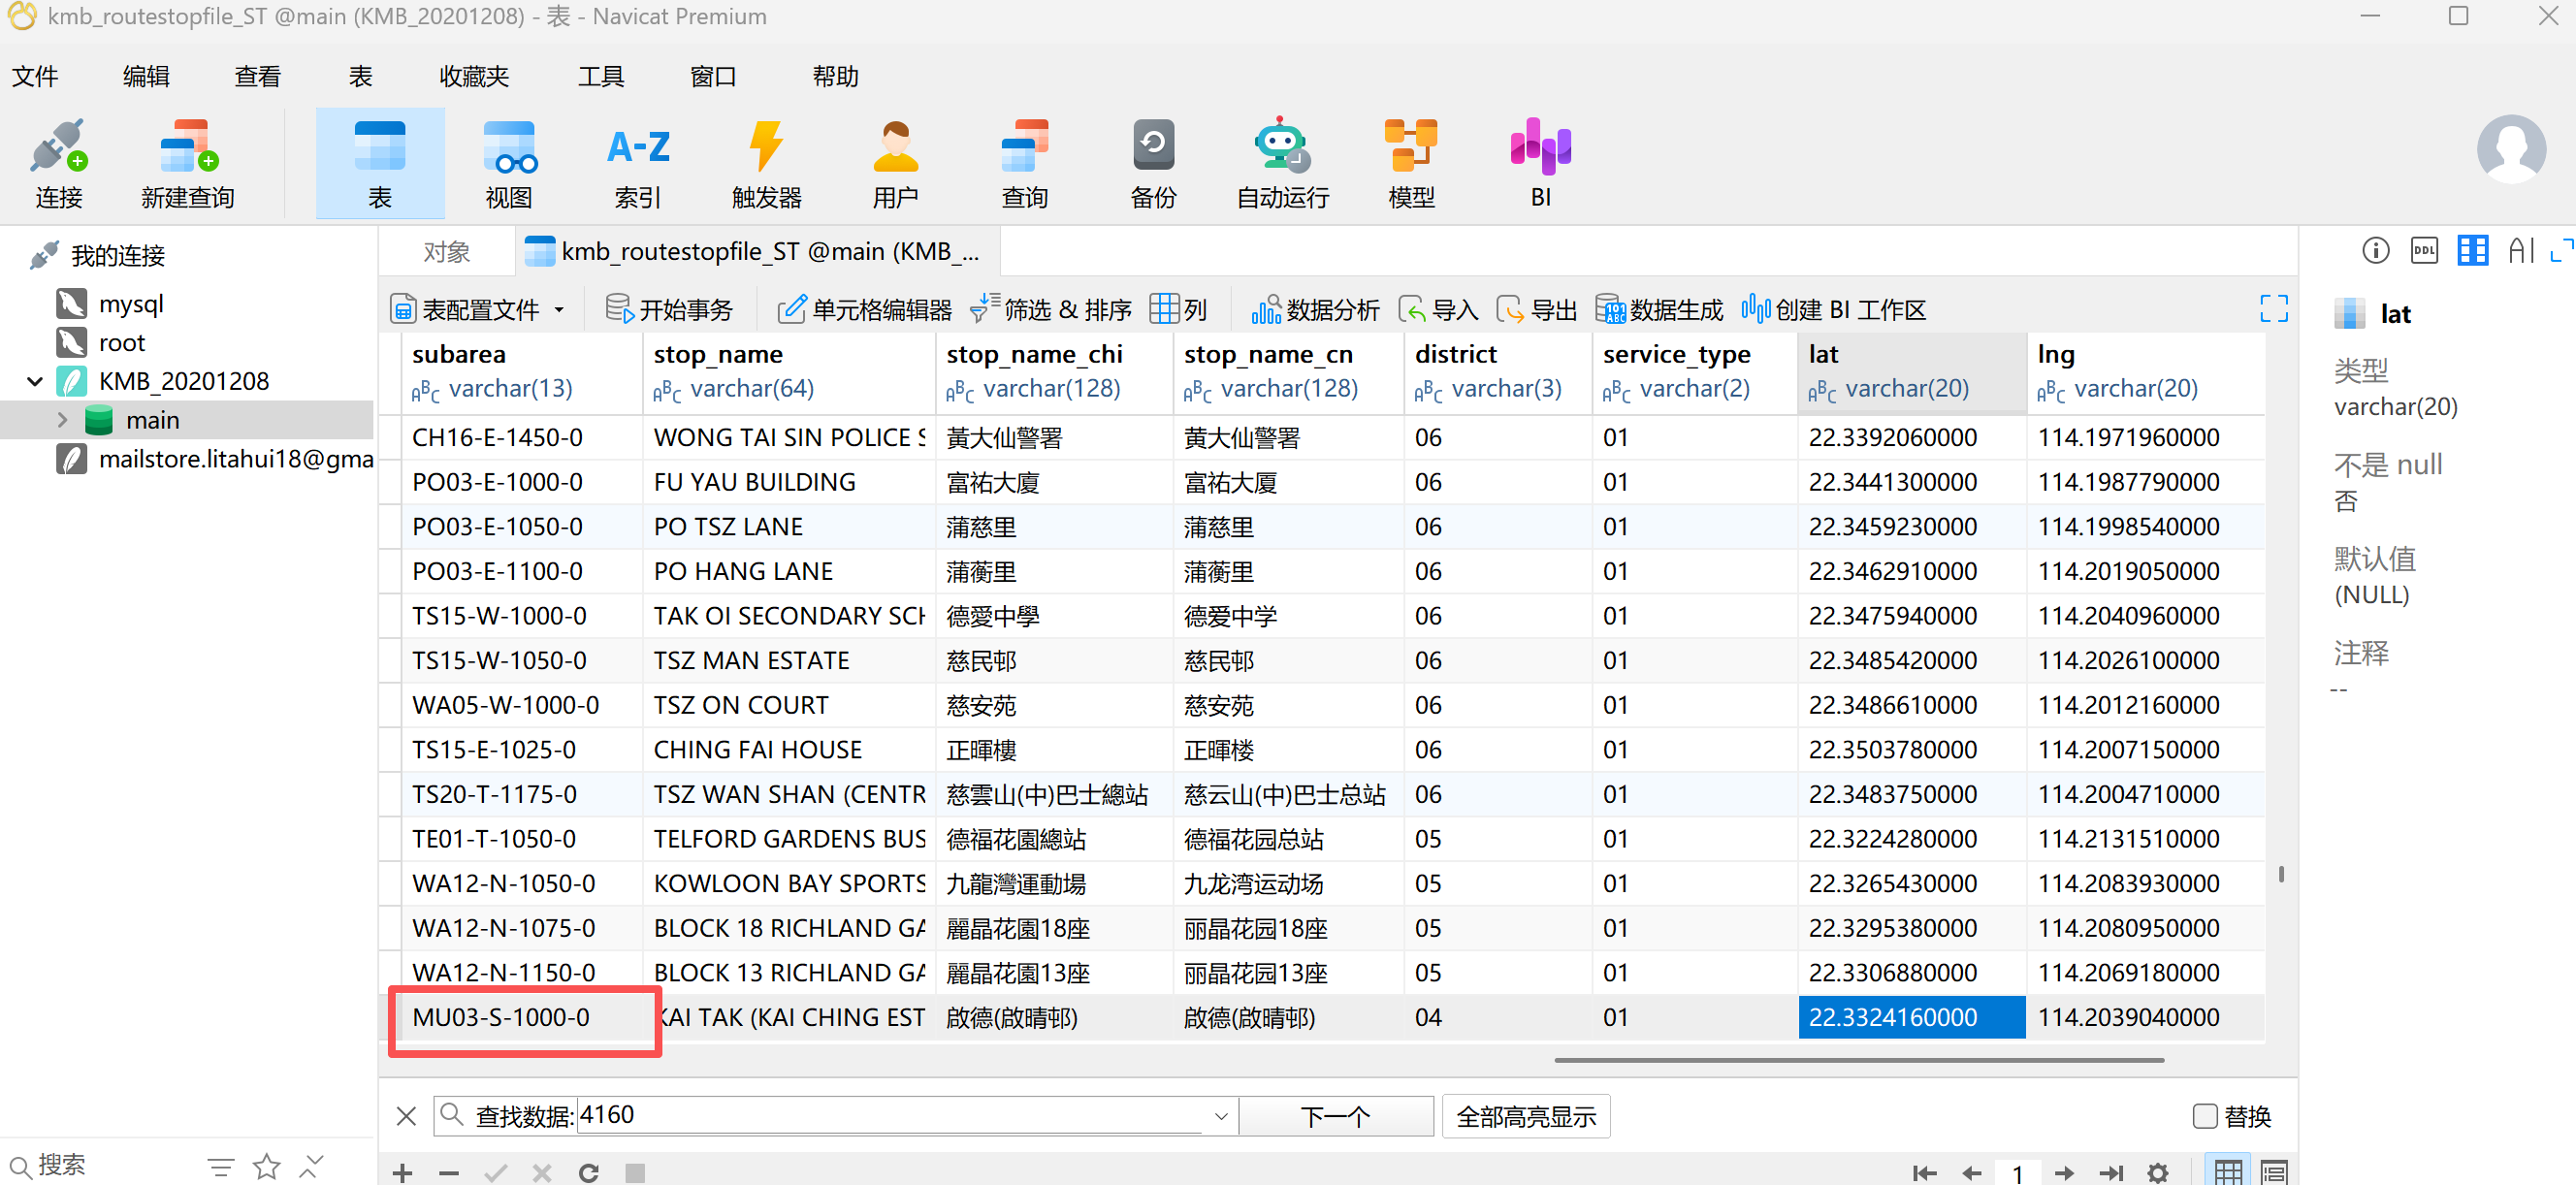 kmb_routestopfile_ST @main (KMB_20201208) - 表 - Navicat Premium
文件 编辑 查看 表 收藏夹 工具 窗口 帮助
连接 新建查询 表 视图 A-Z 索引 触发器 用户 查询 备份 自动运行 模型 BI
我的连接
mysql
root
KMB_20201208
main
mailstore.litahui18@gma
搜索
对象 kmb_routestopfile_ST @main (KMB_...
表配置文件 开始事务 单元格编辑器 筛选 & 排序 列 数据分析 导入 导出 数据生成 创建 BI 工作区
subarea stop_name stop_name_chi stop_name_cn district service_type lat lng
varchar(13) varchar(64) varchar(128) varchar(128) varchar(3) varchar(2) varchar(20) varchar(20)
CH16-E-1450-0 WONG TAI SIN POLICE S 黃大仙警署 黄大仙警署 06 01 22.3392060000 114.1971960000
PO03-E-1000-0 FU YAU BUILDING 富祐大廈 富祐大厦 06 01 22.3441300000 114.1987790000
PO03-E-1050-0 PO TSZ LANE 蒲慈里 蒲慈里 06 01 22.3459230000 114.1998540000
PO03-E-1100-0 PO HANG LANE 蒲蘅里 蒲蘅里 06 01 22.3462910000 114.2019050000
TS15-W-1000-0 TAK OI SECONDARY SCH 德愛中學 德爱中学 06 01 22.3475940000 114.2040960000
TS15-W-1050-0 TSZ MAN ESTATE 慈民邨 慈民邨 06 01 22.3485420000 114.2026100000
WA05-W-1000-0 TSZ ON COURT 慈安苑 慈安苑 06 01 22.3486610000 114.2012160000
TS15-E-1025-0 CHING FAI HOUSE 正暉樓 正暉楼 06 01 22.3503780000 114.2007150000
TS20-T-1175-0 TSZ WAN SHAN (CENTR 慈雲山(中)巴士總站 慈云山(中)巴士总站 06 01 22.3483750000 114.2004710000
TE01-T-1050-0 TELFORD GARDENS BUS 德福花園總站 德福花园总站 05 01 22.3224280000 114.2131510000
WA12-N-1050-0 KOWLOON BAY SPORTS 九龍灣運動場 九龙湾运动场 05 01 22.3265430000 114.2083930000
WA12-N-1075-0 BLOCK 18 RICHLAND GA 麗晶花園18座 丽晶花园18座 05 01 22.3295380000 114.2080950000
WA12-N-1150-0 BLOCK 13 RICHLAND GA 麗晶花園13座 丽晶花园13座 05 01 22.3306880000 114.2069180000
MU03-S-1000-0 KAI TAK (KAI CHING EST 啟德(啟晴邨) 啟德(啟晴邨) 04 01 22.3324160000 114.2039040000
查找数据: 4160 下一个 全部高亮显示 替换
1
DDL
lat
类型
varchar(20)
不是 null
否
默认值
(NULL)
注释
--